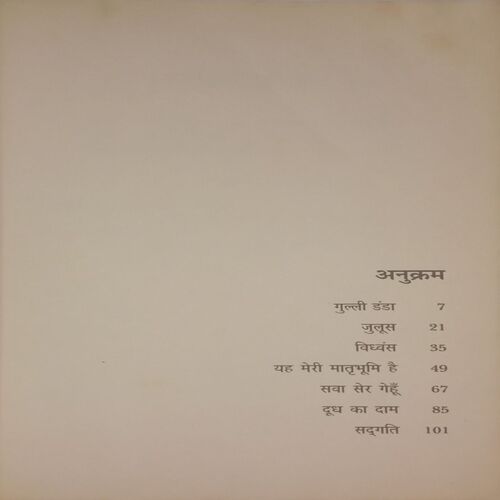 अनुक्रम
गुल्ली डंडा 7
जुलूस 21
विध्वंस 35
यह मेरी मातृभूमि है 49
सवा सेर गेहूँ 67
दूध का दाम 85
सद्‌गति 101